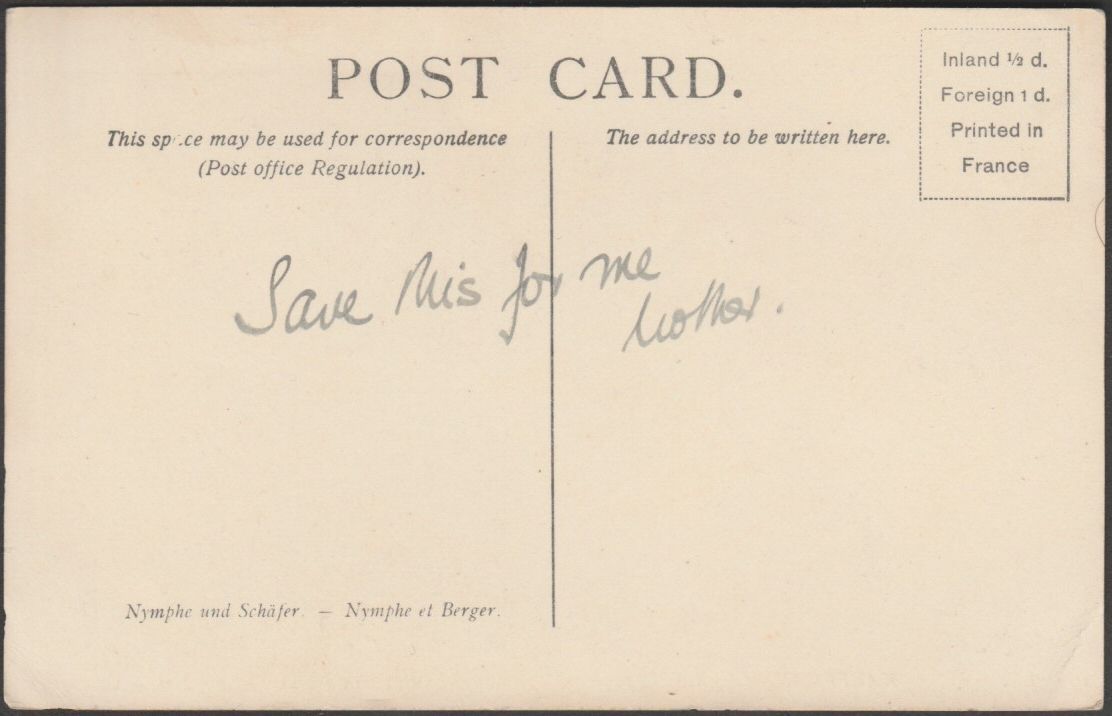 POST CARD.
Inland ½ d.
Foreign 1 d.
Printed in
France
This spce may be used for correspondence
(Post office Regulation).
The address to be written here.
Save this for me
Mother.
Nymphe und Schäfer. — Nymphe et Berger.